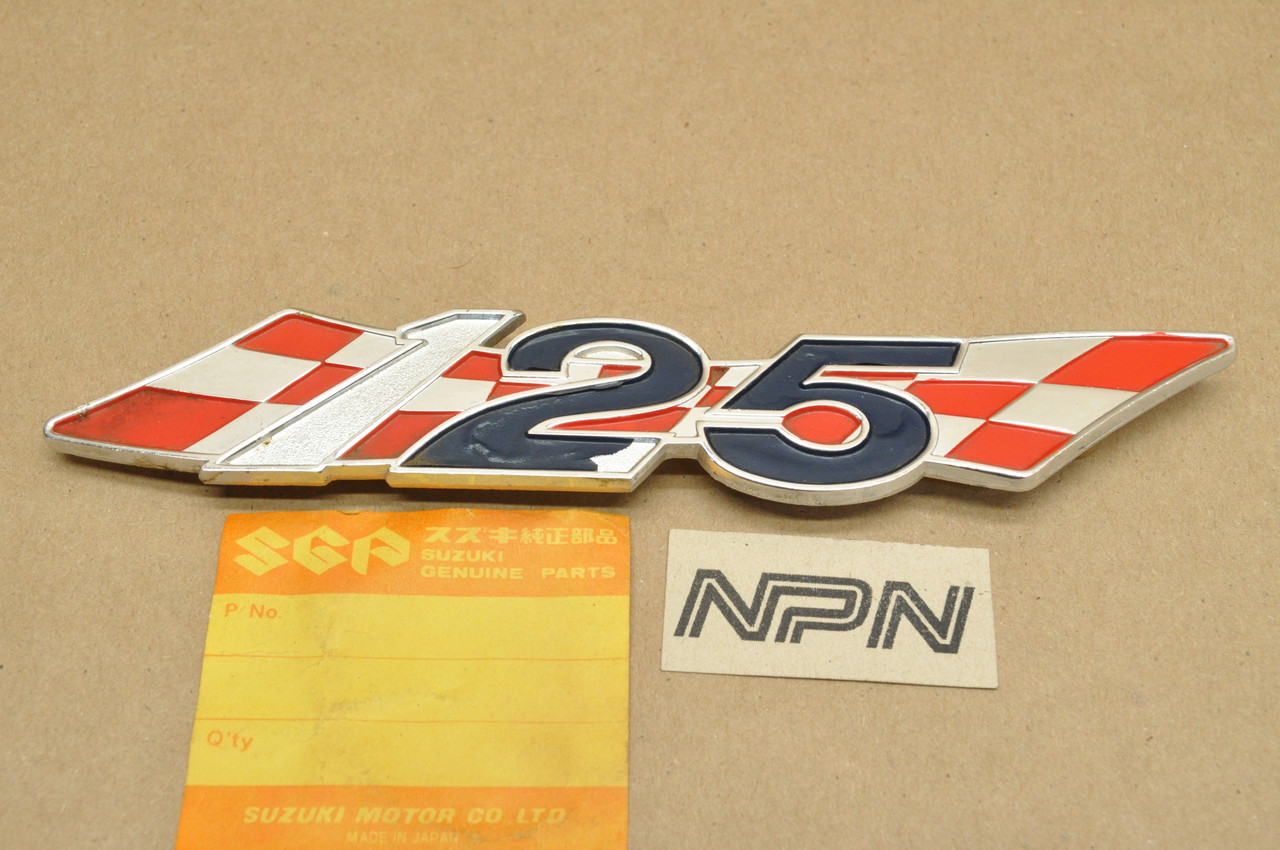 125
SGP
スズキ純正部品
SUZUKI
GENUINE PARTS
P/No.
Q'ty
SUZUKI MOTOR CO. LTD.
MADE IN JAPAN
NPN